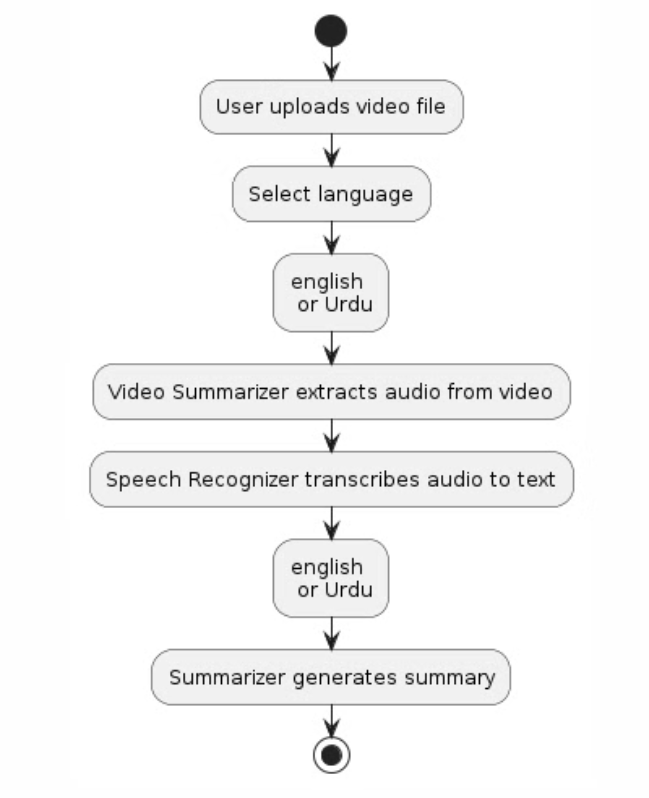 User uploads video file
Select language
english
or Urdu
Video Summarizer extracts audio from video
Speech Recognizer transcribes audio to text
english
or Urdu
Summarizer generates summary